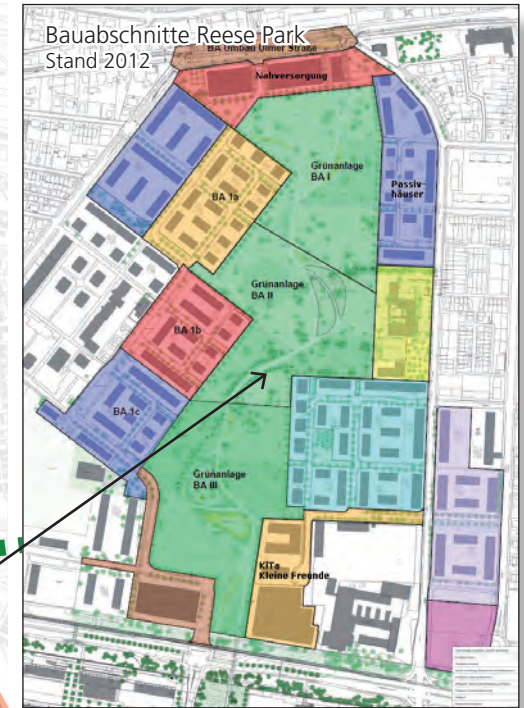 Bauabschnitte Reese Park
BA Umbau Ulmer Straße
Stand 2012
Nahversorgung
Grünanlage
BA I
Passiv-
häuser
BA 1a
Grünanlage
BA II
BA 1b
BA 1c
Grünanlage
BA III
KiTa
Kleine Freunde